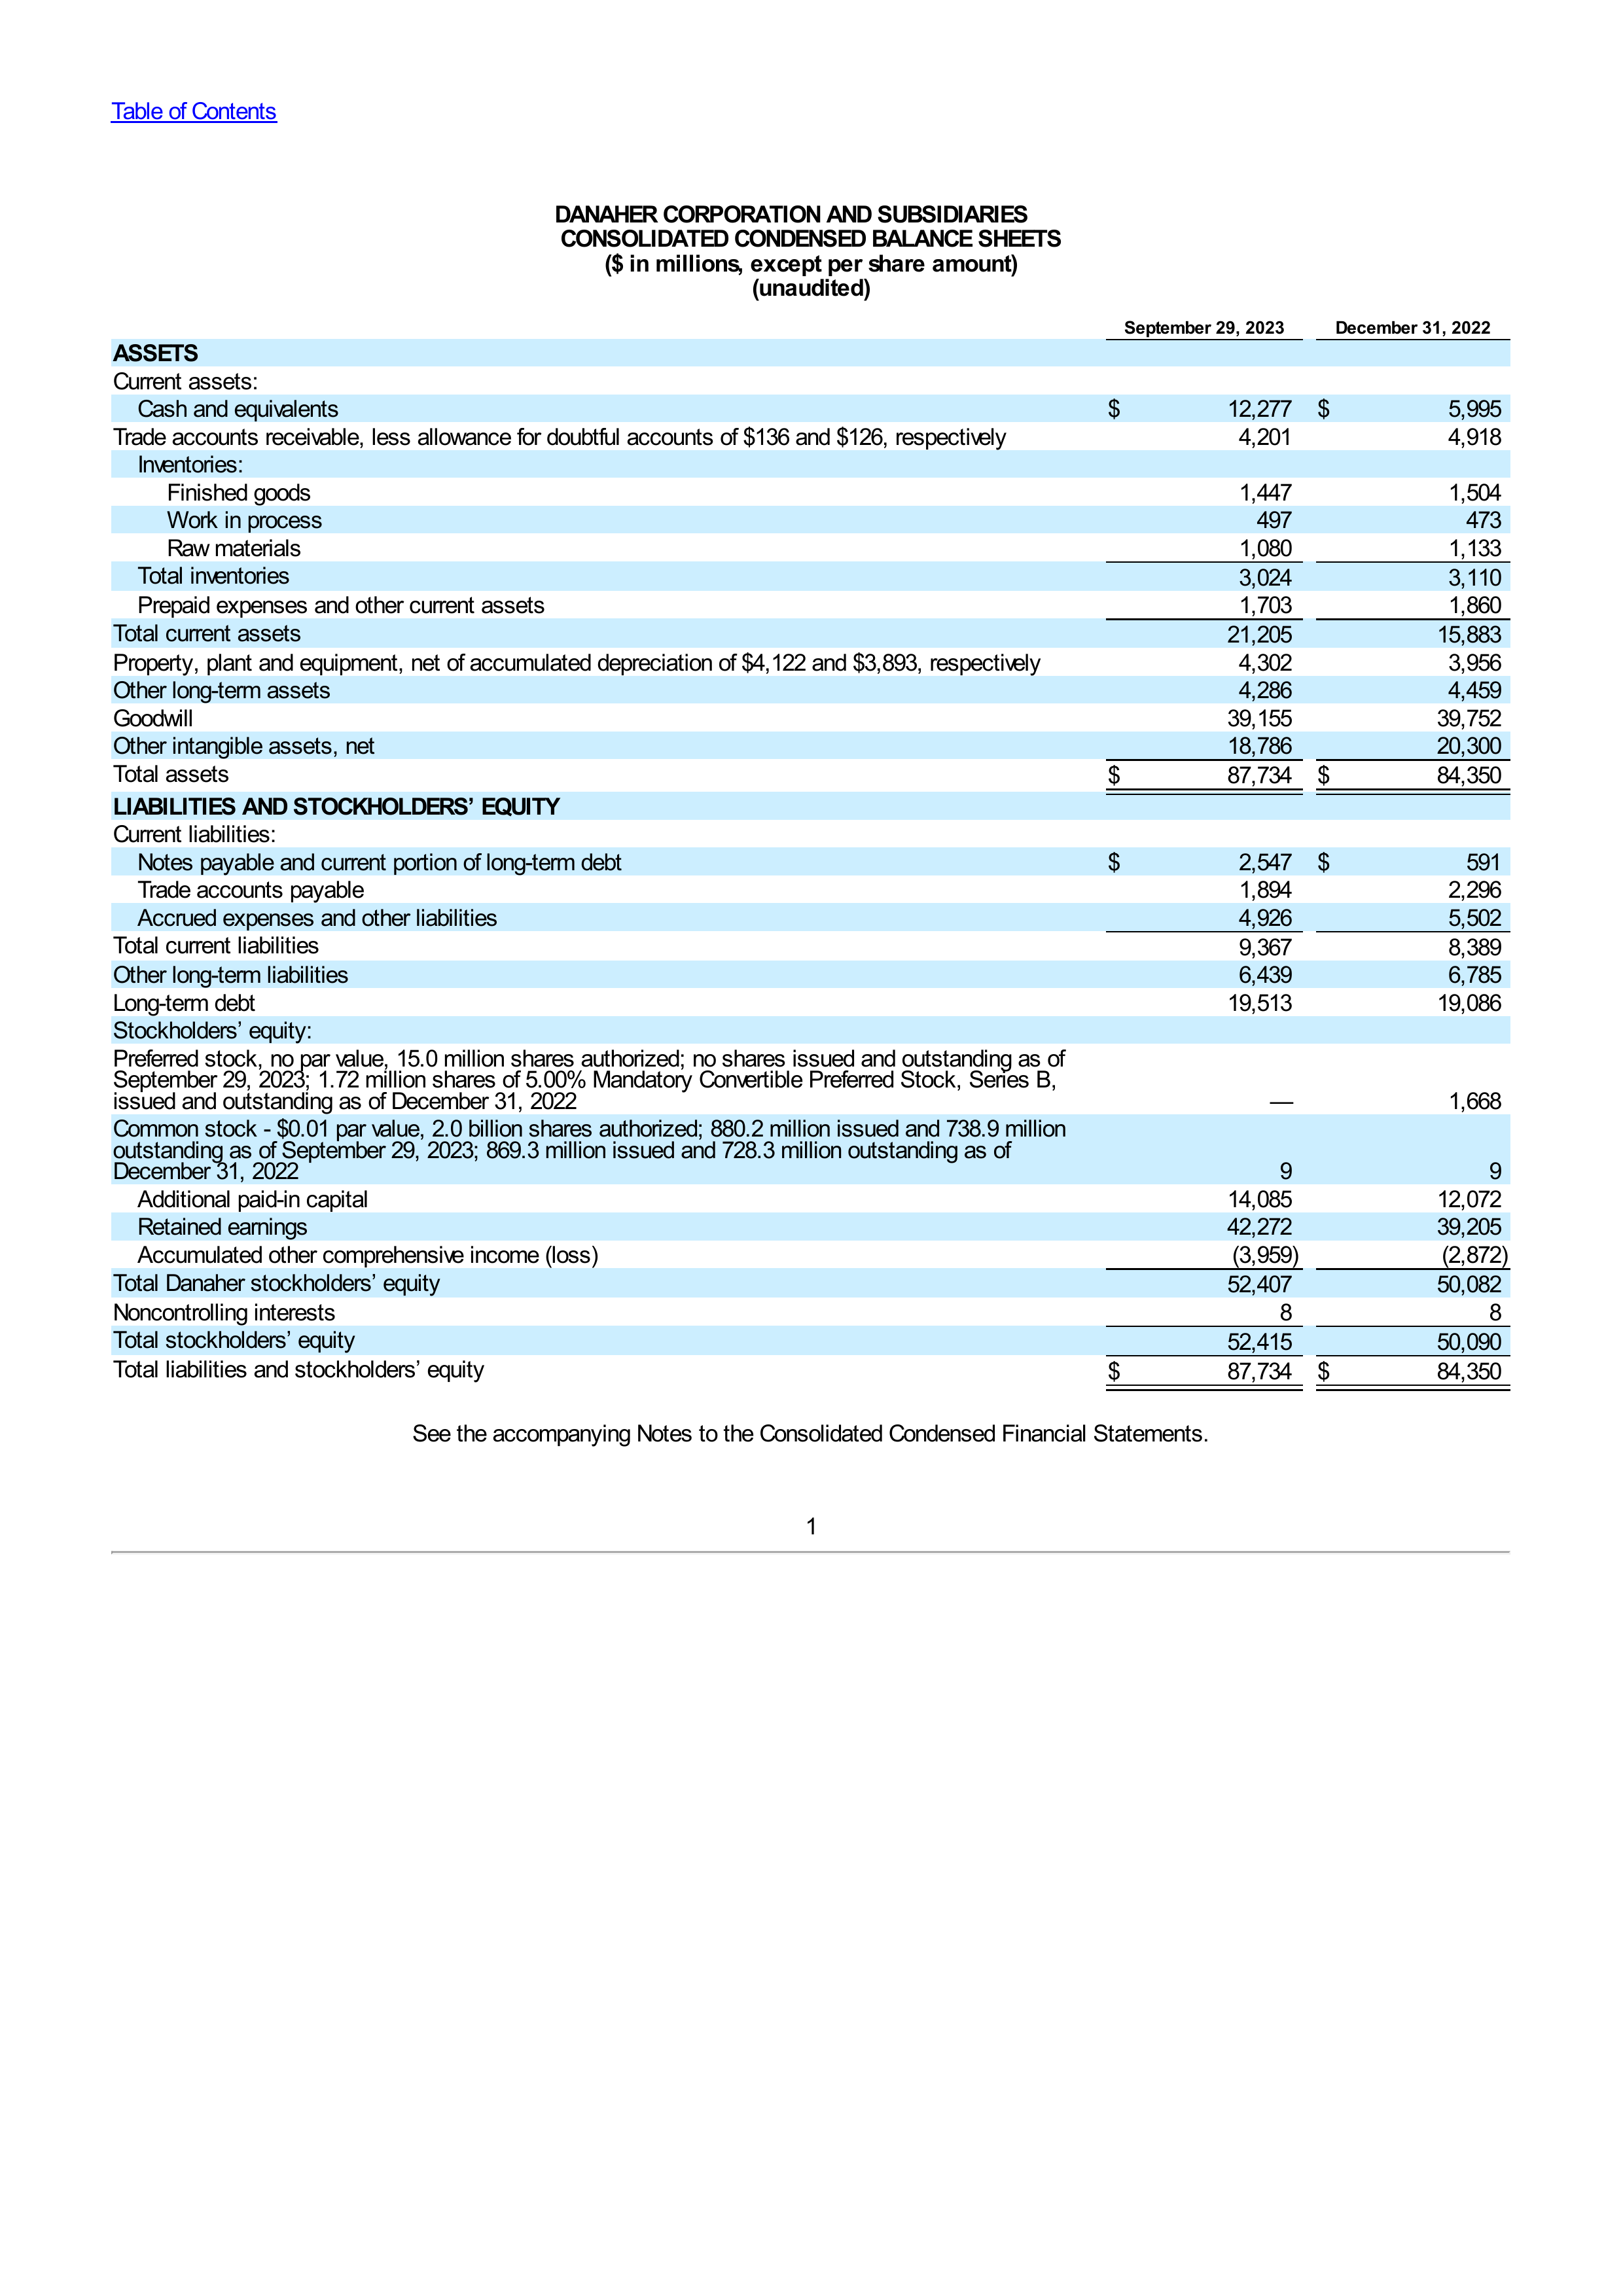 Table of Contents
DANAHER CORPORATION AND SUBSIDIARIES
CONSOLIDATED CONDENSED BALANCE SHEETS
($ in millions, except per share amount)
(unaudited)
September 29, 2023 December 31, 2022
ASSETS
Current assets:
Cash and equivalents $ 12,277 $ 5,995
Trade accounts receivable, less allowance for doubtful accounts of $136 and $126, respectively 4,201 4,918
Inventories:
Finished goods 1,447 1,504
Work in process 497 473
Raw materials 1,080 1,133
Total inventories 3,024 3,110
Prepaid expenses and other current assets 1,703 1,860
Total current assets 21,205 15,883
Property, plant and equipment, net of accumulated depreciation of $4,122 and $3,893, respectively 4,302 3,956
Other long-term assets 4,286 4,459
Goodwill 39,155 39,752
Other intangible assets, net 18,786 20,300
Total assets $ 87,734 $ 84,350
LIABILITIES AND STOCKHOLDERS’ EQUITY
Current liabilities:
Notes payable and current portion of long-term debt $ 2,547 $ 591
Trade accounts payable 1,894 2,296
Accrued expenses and other liabilities 4,926 5,502
Total current liabilities 9,367 8,389
Other long-term liabilities 6,439 6,785
Long-term debt 19,513 19,086
Stockholders’ equity:
Preferred stock, no par value, 15.0 million shares authorized; no shares issued and outstanding as of
September 29, 2023; 1.72 million shares of 5.00% Mandatory Convertible Preferred Stock, Series B,
issued and outstanding as of December 31, 2022 — 1,668
Common stock - $0.01 par value, 2.0 billion shares authorized; 880.2 million issued and 738.9 million
outstanding as of September 29, 2023; 869.3 million issued and 728.3 million outstanding as of
December 31, 2022 9 9
Additional paid-in capital 14,085 12,072
Retained earnings 42,272 39,205
Accumulated other comprehensive income (loss) (3,959) (2,872)
Total Danaher stockholders’ equity 52,407 50,082
Noncontrolling interests 8 8
Total stockholders’ equity 52,415 50,090
Total liabilities and stockholders’ equity $ 87,734 $ 84,350
See the accompanying Notes to the Consolidated Condensed Financial Statements.
1